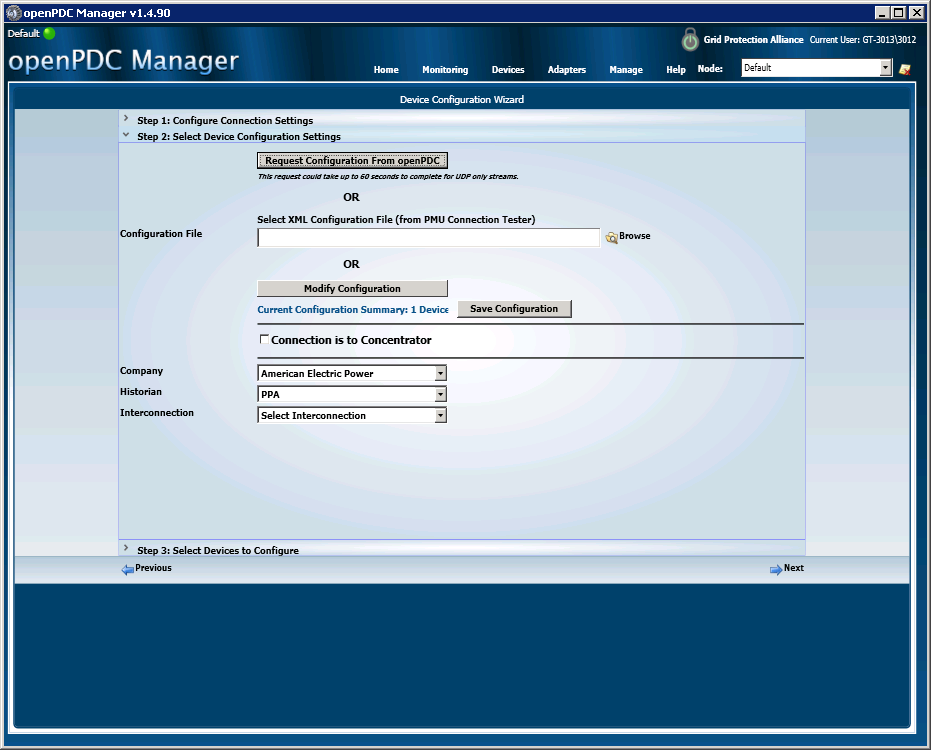 openPDC Manager v1.4.90
Default
openPDC Manager
Grid Protection Alliance Current User: GT-3013\3012
Home Monitoring Devices Adapters Manage Help Node: Default
Device Configuration Wizard
Step 1: Configure Connection Settings
Step 2: Select Device Configuration Settings
Request Configuration From openPDC
This request could take up to 60 seconds to complete for UDP only streams.
OR
Select XML Configuration File (from PMU Connection Tester)
Configuration File Browse
OR
Modify Configuration
Current Configuration Summary: 1 Device Save Configuration
Connection is to Concentrator
Company American Electric Power
Historian PPA
Interconnection Select Interconnection
Step 3: Select Devices to Configure
Previous Next